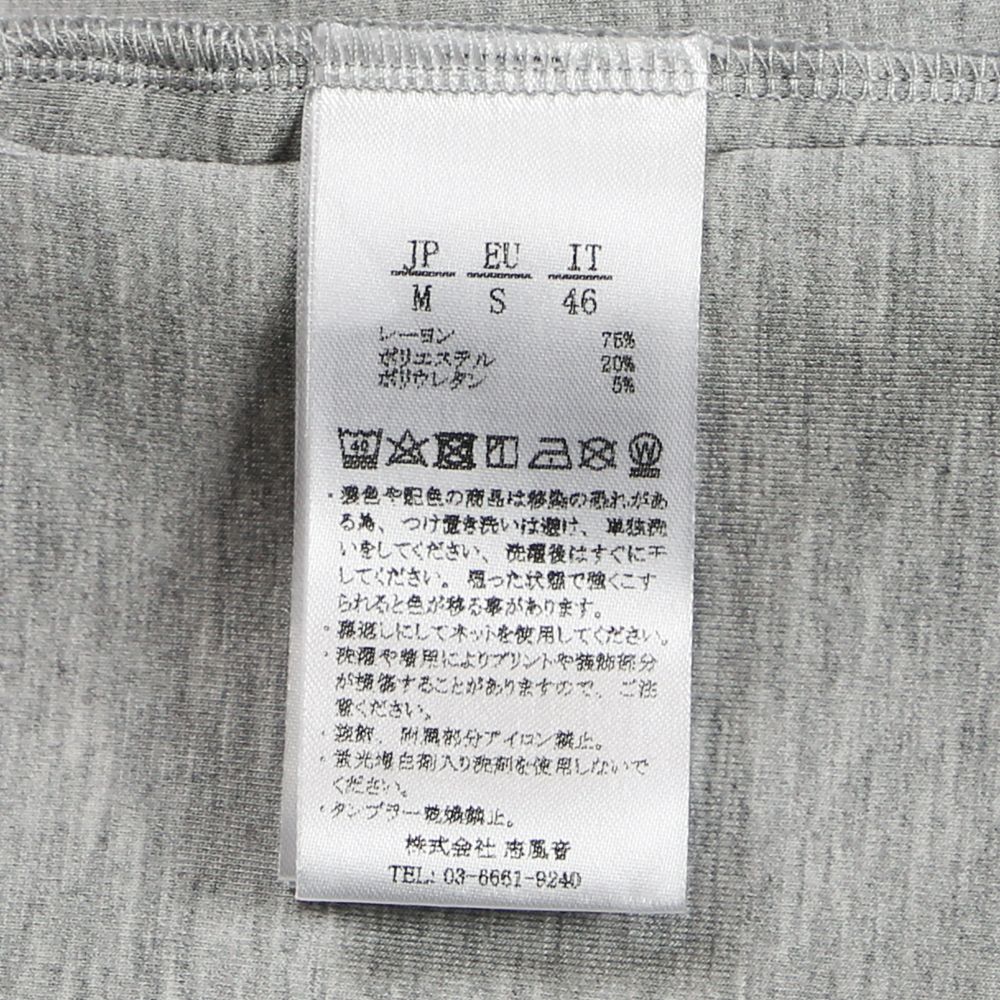 JP EU IT
M S 46
レーヨン 75%
ポリエステル 20%
ポリウレタン 5%
40 W
・濃色や配色の商品は移染の恐れがあ
る為、つけ置き洗いは避け、単独洗
いをしてください、洗濯後はすぐに干
してください。湿った状態で強くこす
られると色が移る事があります。
・裏返しにしてネットを使用してください。
・洗濯や着用によりプリントや装飾部分
が損傷することがありますので、ご注
意ください。
・装飾、附属部分アイロン禁止。
・蛍光増白剤入り洗剤を使用しないで
ください。
・タンブラー乾燥禁止。
株式会社 志風音
TEL: 03-6661-9240